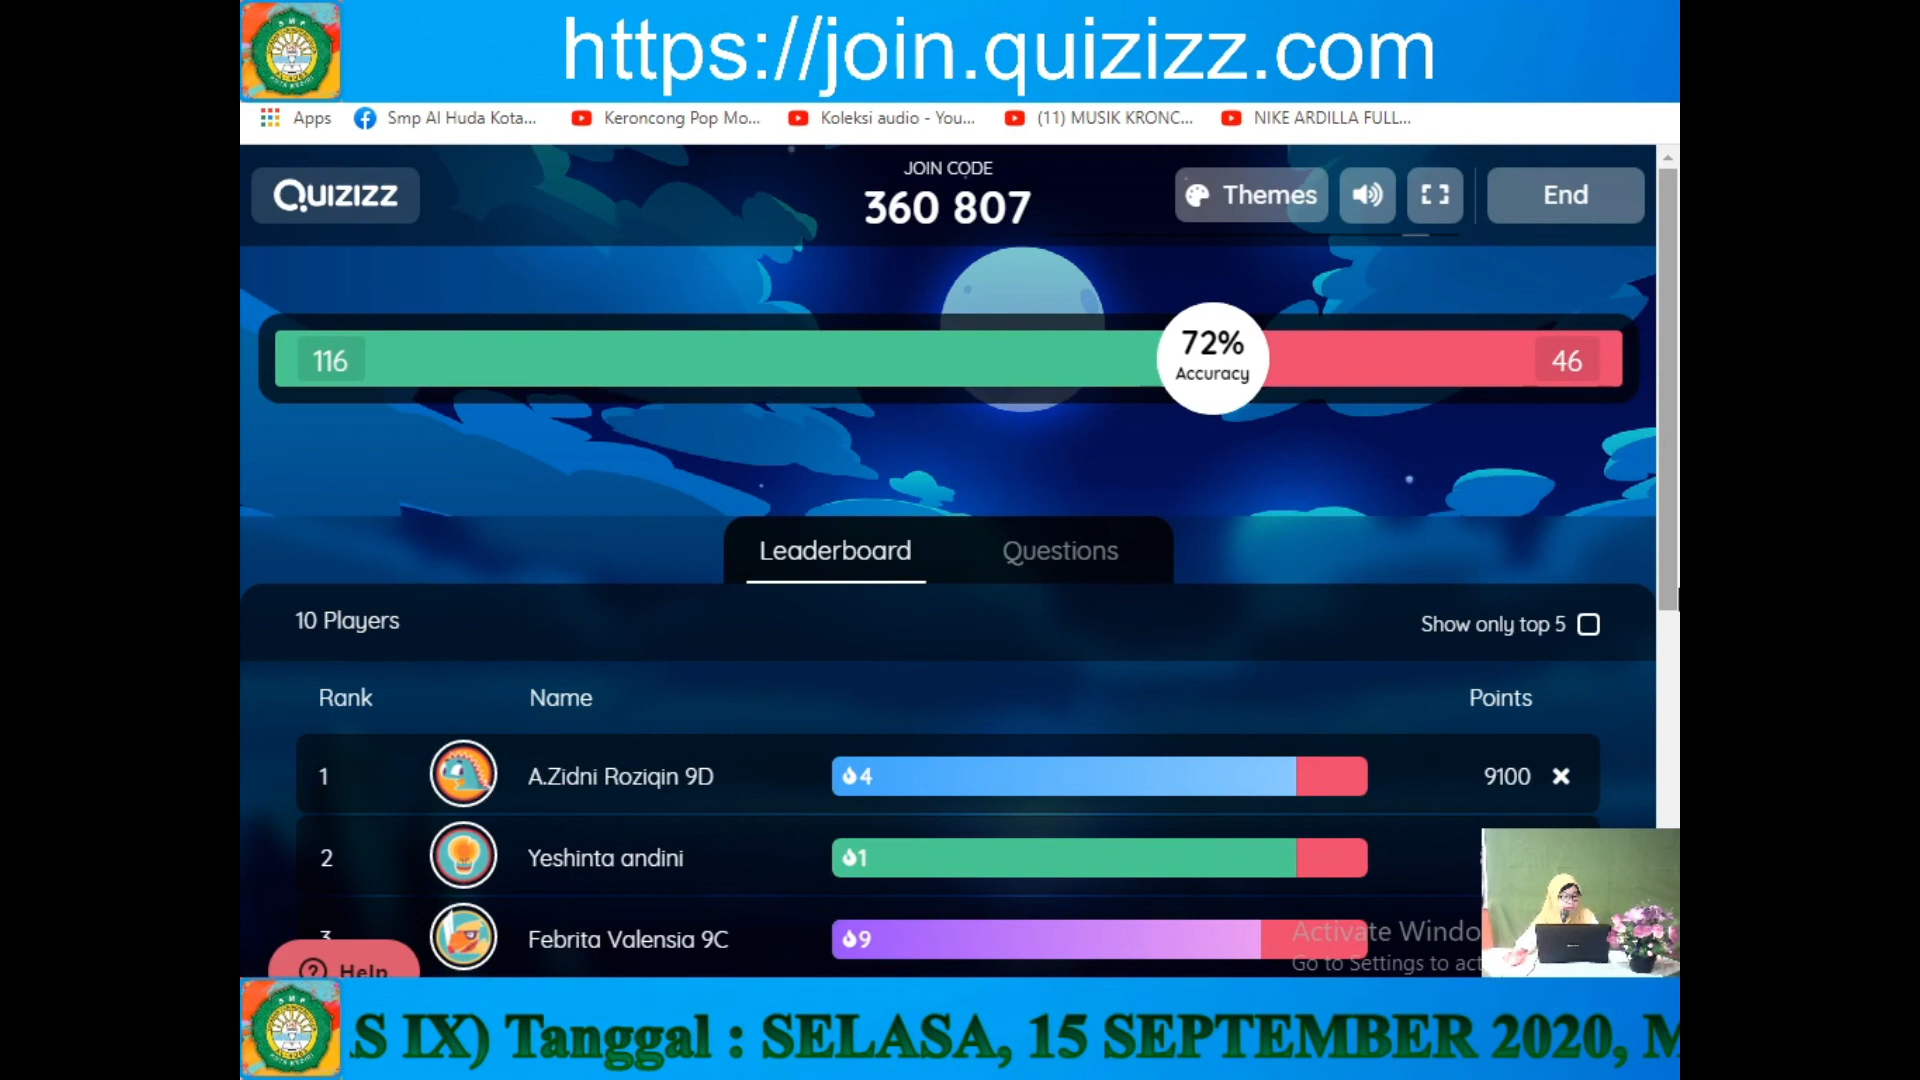 https://join.quizizz.com
Apps Smp Al Huda Kota... Keroncong Pop Mo... Koleksi audio - You... (11) MUSIK KRONC... NIKE ARDILLA FULL...
QUIZIZZ
JOIN CODE
360 807
Themes
End
116
72%
Accuracy
46
Leaderboard Questions
10 Players
Show only top 5
Rank Name Points
1 A.Zidni Roziqin 9D 4 9100
2 Yeshinta andini 1
3 Febrita Valensia 9C 9
Activate Windo
Go to Settings to act
Help
S IX) Tanggal : SELASA, 15 SEPTEMBER 2020, M